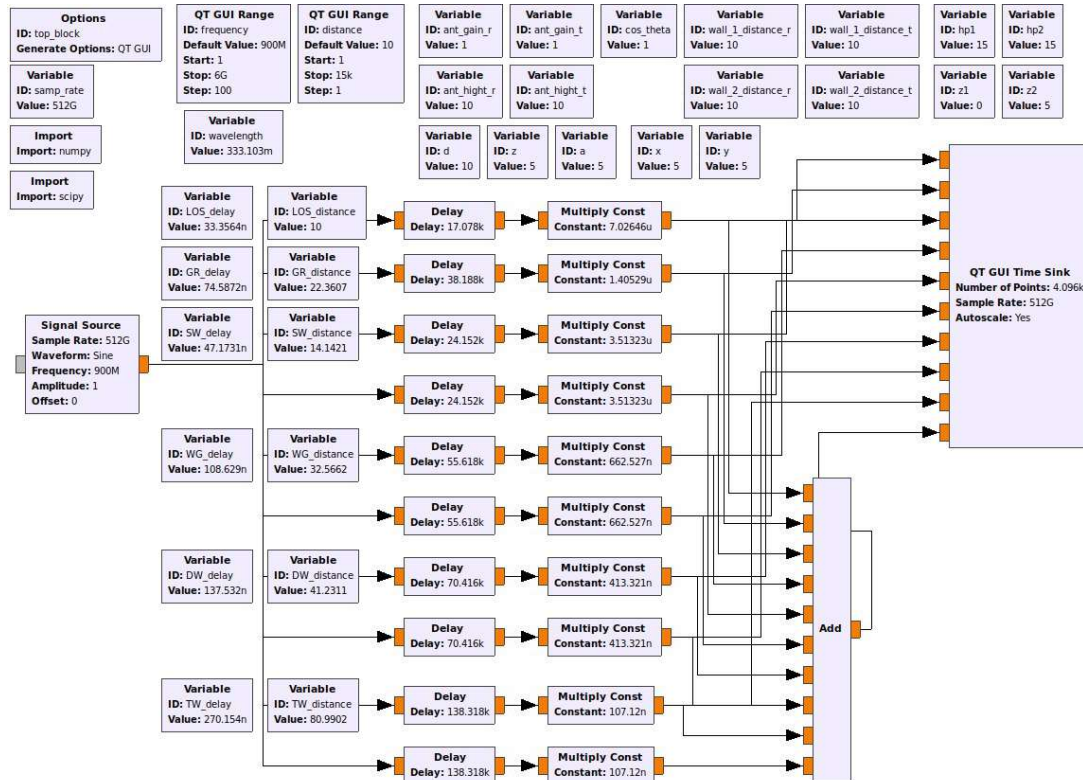 Options
ID: top_block
Generate Options: QT GUI
Variable
ID: samp_rate
Value: 512G
Import
Import: numpy
Import
Import: scipy
QT GUI Range
ID: frequency
Default Value: 900M
Start: 1
Stop: 6G
Step: 100
QT GUI Range
ID: distance
Default Value: 10
Start: 1
Stop: 15k
Step: 1
Variable
ID: wavelength
Value: 333.103m
Variable
ID: ant_gain_r
Value: 1
Variable
ID: ant_gain_t
Value: 1
Variable
ID: cos_theta
Value: 1
Variable
ID: wall_1_distance_r
Value: 10
Variable
ID: wall_1_distance_t
Value: 10
Variable
ID: hp1
Value: 15
Variable
ID: hp2
Value: 15
Variable
ID: ant_hight_r
Value: 10
Variable
ID: ant_hight_t
Value: 10
Variable
ID: wall_2_distance_r
Value: 10
Variable
ID: wall_2_distance_t
Value: 10
Variable
ID: z1
Value: 0
Variable
ID: z2
Value: 5
Variable
ID: d
Value: 10
Variable
ID: z
Value: 5
Variable
ID: a
Value: 5
Variable
ID: x
Value: 5
Variable
ID: y
Value: 5
Signal Source
Sample Rate: 512G
Waveform: Sine
Frequency: 900M
Amplitude: 1
Offset: 0
Variable
ID: LOS_delay
Value: 33.3564n
Variable
ID: LOS_distance
Value: 10
Delay
Delay: 17.078k
Multiply Const
Constant: 7.02646u
Variable
ID: GR_delay
Value: 74.5872n
Variable
ID: GR_distance
Value: 22.3607
Delay
Delay: 38.188k
Multiply Const
Constant: 1.40529u
Variable
ID: SW_delay
Value: 47.1731n
Variable
ID: SW_distance
Value: 14.1421
Delay
Delay: 24.152k
Multiply Const
Constant: 3.51323u
Delay
Delay: 24.152k
Multiply Const
Constant: 3.51323u
Variable
ID: WG_delay
Value: 108.629n
Variable
ID: WG_distance
Value: 32.5662
Delay
Delay: 55.618k
Multiply Const
Constant: 662.527n
Delay
Delay: 55.618k
Multiply Const
Constant: 662.527n
Variable
ID: DW_delay
Value: 137.532n
Variable
ID: DW_distance
Value: 41.2311
Delay
Delay: 70.416k
Multiply Const
Constant: 413.321n
Delay
Delay: 70.416k
Multiply Const
Constant: 413.321n
Variable
ID: TW_delay
Value: 270.154n
Variable
ID: TW_distance
Value: 80.9902
Delay
Delay: 138.318k
Multiply Const
Constant: 107.12n
Delay
Delay: 138.318k
Multiply Const
Constant: 107.12n
Add
QT GUI Time Sink
Number of Points: 4.096k
Sample Rate: 512G
Autoscale: Yes